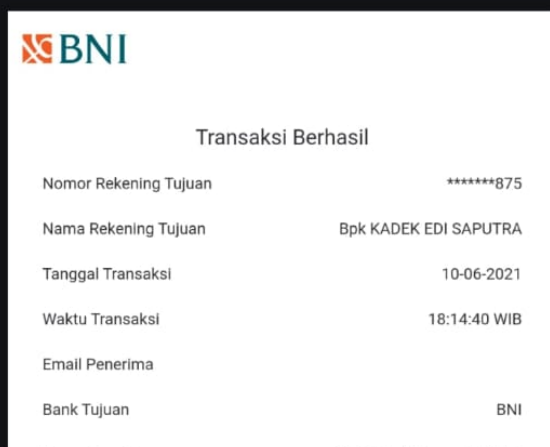 BNI
Transaksi Berhasil
Nomor Rekening Tujuan *******875
Nama Rekening Tujuan Bpk KADEK EDI SAPUTRA
Tanggal Transaksi 10-06-2021
Waktu Transaksi 18:14:40 WIB
Email Penerima
Bank Tujuan BNI